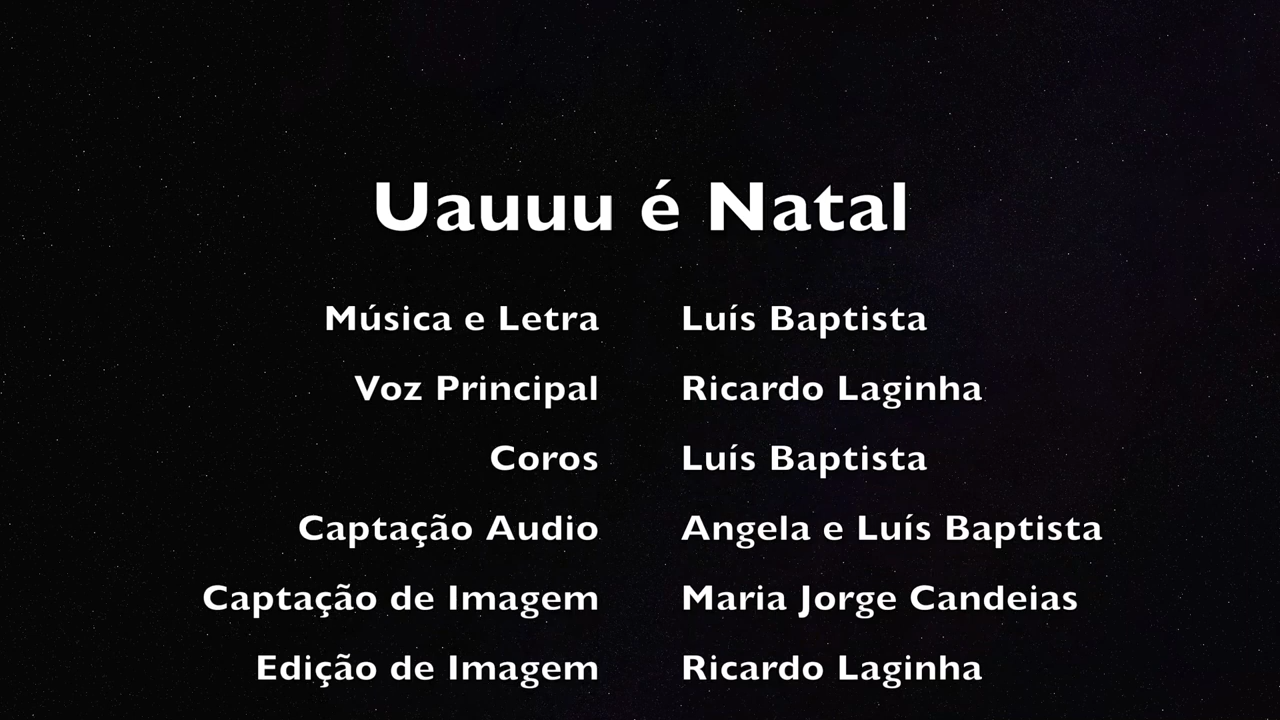 Uauuu é Natal
Música e Letra Luís Baptista
Voz Principal Ricardo Laginha
Coros Luís Baptista
Captação Audio Angela e Luís Baptista
Captação de Imagem Maria Jorge Candeias
Edição de Imagem Ricardo Laginha